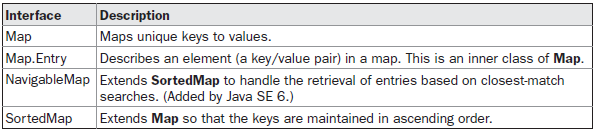 Interface Description
Map Maps unique keys to values.
Map.Entry Describes an element (a key/value pair) in a map. This is an inner class of Map.
NavigableMap Extends SortedMap to handle the retrieval of entries based on closest-match
searches. (Added by Java SE 6.)
SortedMap Extends Map so that the keys are maintained in ascending order.